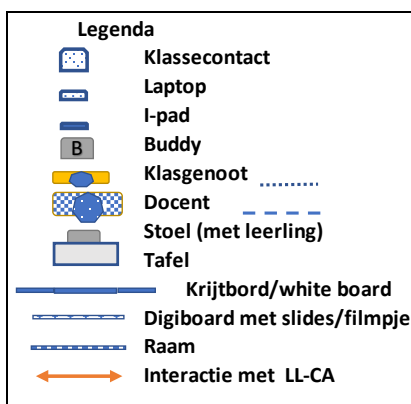 Legenda
Klassecontact
Laptop
I-pad
B Buddy
Klasgenoot
Docent
Stoel (met leerling)
Tafel
Krijtbord/white board
Digiboard met slides/filmpje
Raam
Interactie met LL-CA